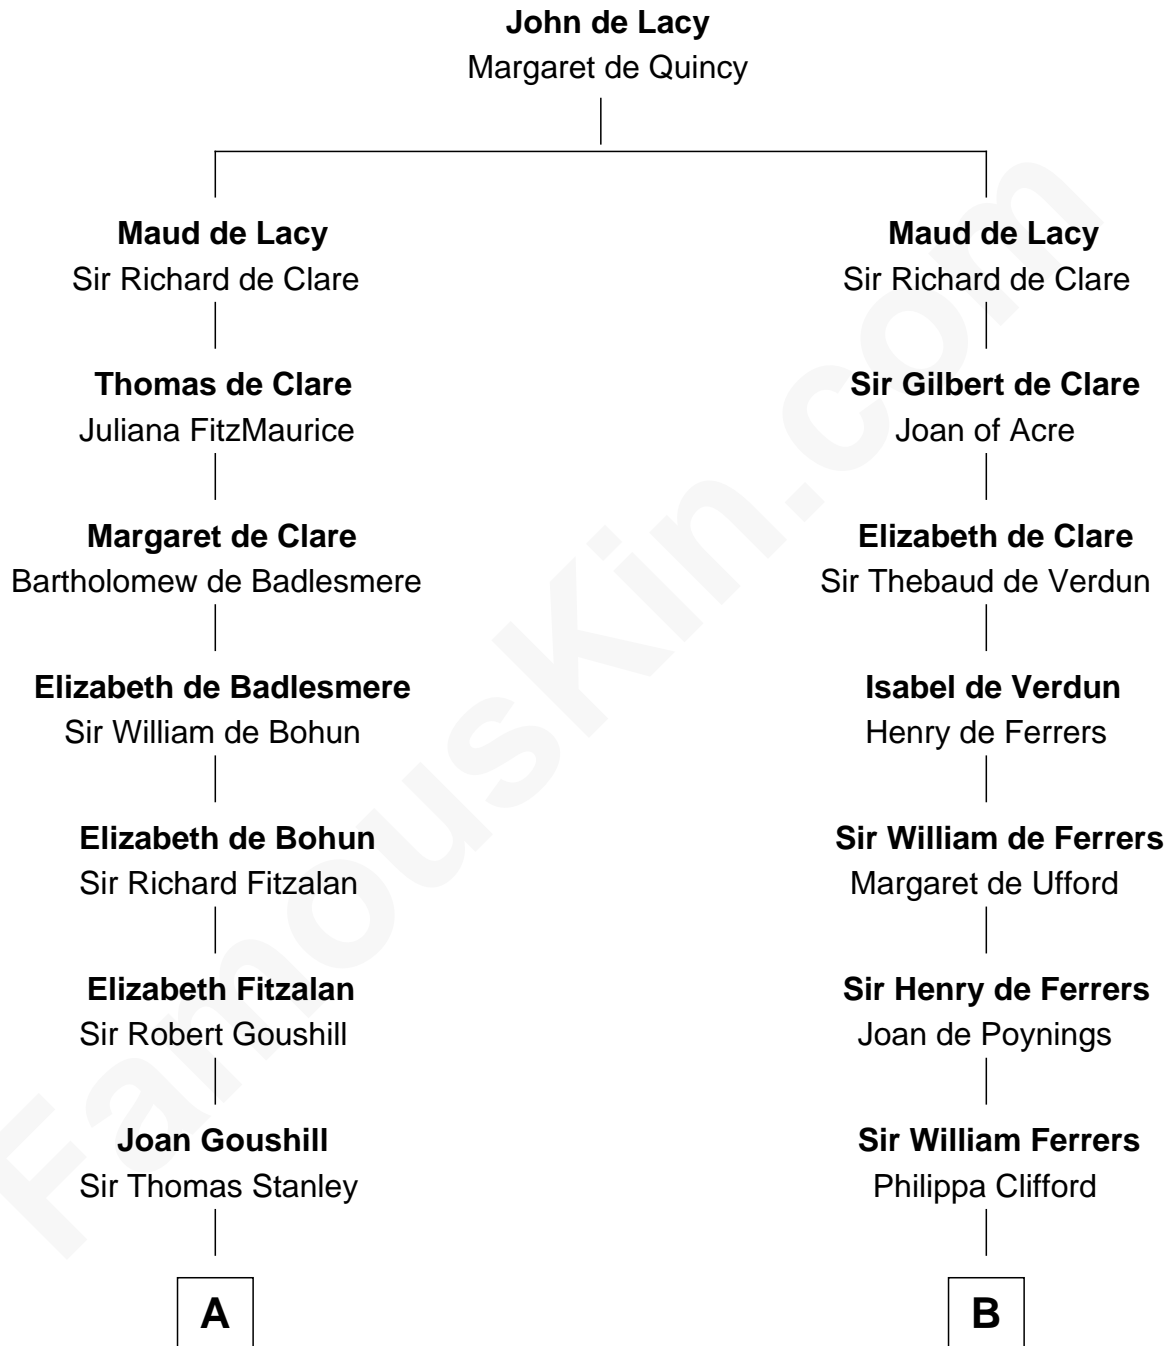 John de Lacy
Margaret de Quincy
Maud de Lacy
Sir Richard de Clare
Thomas de Clare
Juliana FitzMaurice
Margaret de Clare
Bartholomew de Badlesmere
Elizabeth de Badlesmere
Sir William de Bohun
Elizabeth de Bohun
Sir Richard Fitzalan
Elizabeth Fitzalan
Sir Robert Goushill
Joan Goushill
Sir Thomas Stanley
A
Maud de Lacy
Sir Richard de Clare
Sir Gilbert de Clare
Joan of Acre
Elizabeth de Clare
Sir Thebaud de Verdun
Isabel de Verdun
Henry de Ferrers
Sir William de Ferrers
Margaret de Ufford
Sir Henry de Ferrers
Joan de Poynings
Sir William Ferrers
Philippa Clifford
B
FamousKin.com